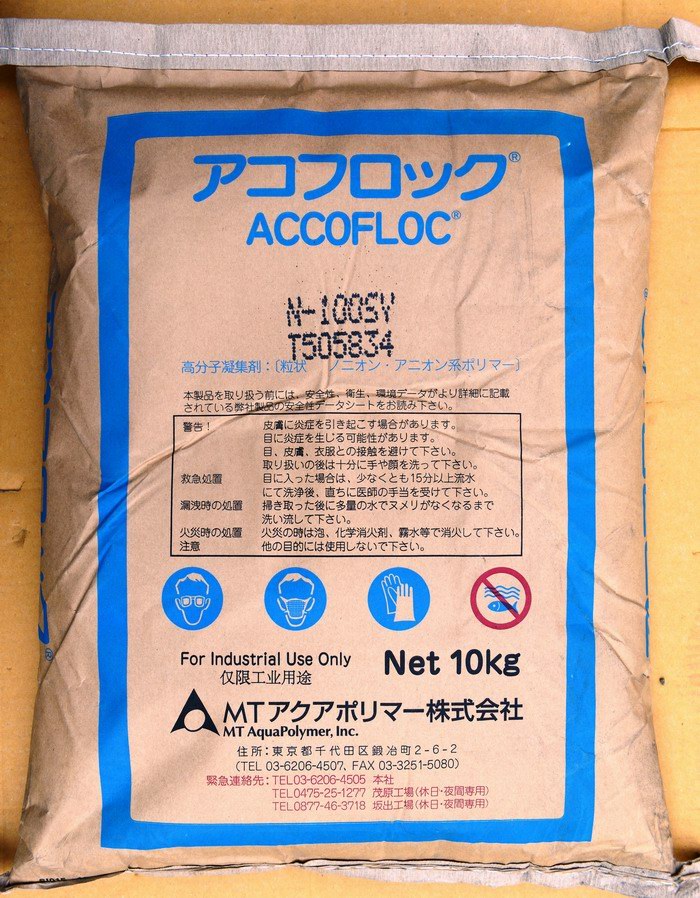 アコフロック®
ACCOFLOC®
N-100SV
T505834
高分子凝集剤:〔粒状 ノニオン・アニオン系ポリマー〕
本製品を取り扱う前には、安全性、衛生、環境データがより詳細に記載
されている弊社製品の安全性データシートをお読み下さい。
警告! 皮膚に炎症を引き起こす場合があります。
目に炎症を生じる可能性があります。
目、皮膚、衣服との接触を避けて下さい。
取り扱いの後は十分に手や顔を洗って下さい。
救急処置 目に入った場合は、少なくとも15分以上流水
にて洗浄後、直ちに医師の手当を受けて下さい。
漏洩時の処置 掃き取った後に多量の水でヌメリがなくなるまで
洗い流して下さい。
火災時の処置 火災の時は泡、化学消火剤、霧水等で消火して下さい。
注意 他の目的には使用しないで下さい。
For Industrial Use Only
仅限工业用途
Net 10kg
MTアクアポリマー株式会社
MT AquaPolymer, Inc.
住所:東京都千代田区鍛冶町2-6-2
(TEL 03-6206-4507、FAX 03-3251-5080)
緊急連絡先:TEL03-6206-4505 本社
TEL0475-25-1277 茂原工場(休日・夜間専用)
TEL0877-46-3718 坂出工場(休日・夜間専用)